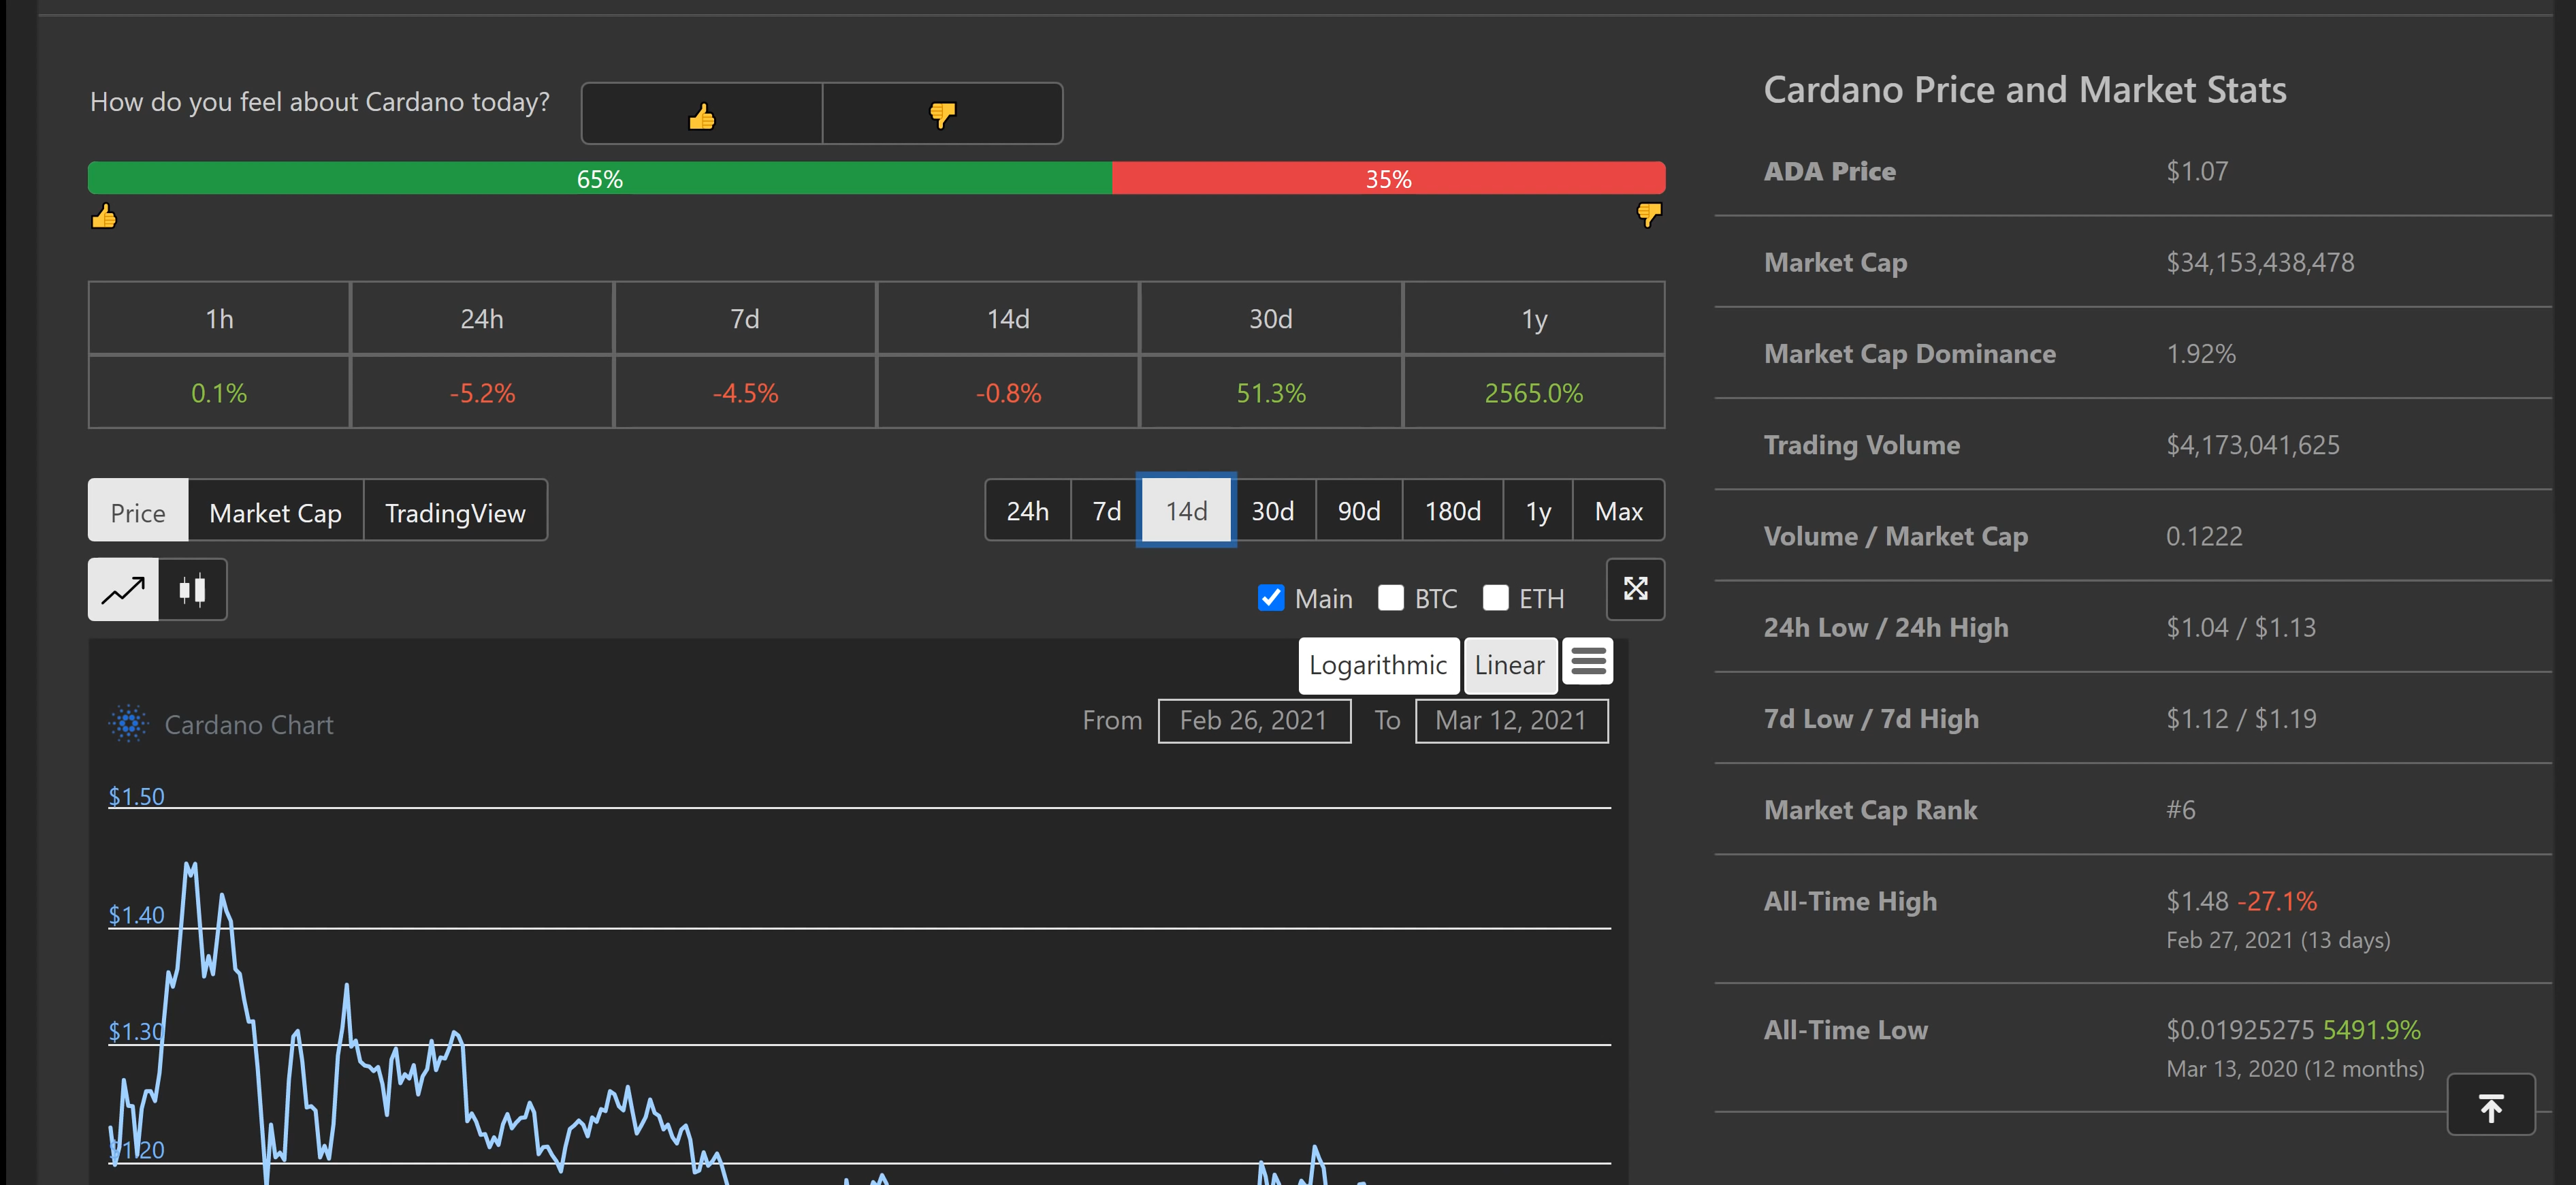 How do you feel about Cardano today?
65% 35%
1h 24h 7d 14d 30d 1y
0.1% -5.2% -4.5% -0.8% 51.3% 2565.0%
Price Market Cap TradingView
24h 7d 14d 30d 90d 180d 1y Max
Main BTC ETH
Logarithmic Linear
Cardano Chart
From Feb 26, 2021 To Mar 12, 2021
$1.50
$1.40
$1.30
$1.20
Cardano Price and Market Stats
ADA Price $1.07
Market Cap $34,153,438,478
Market Cap Dominance 1.92%
Trading Volume $4,173,041,625
Volume / Market Cap 0.1222
24h Low / 24h High $1.04 / $1.13
7d Low / 7d High $1.12 / $1.19
Market Cap Rank #6
All-Time High $1.48 -27.1%
Feb 27, 2021 (13 days)
All-Time Low $0.01925275 5491.9%
Mar 13, 2020 (12 months)